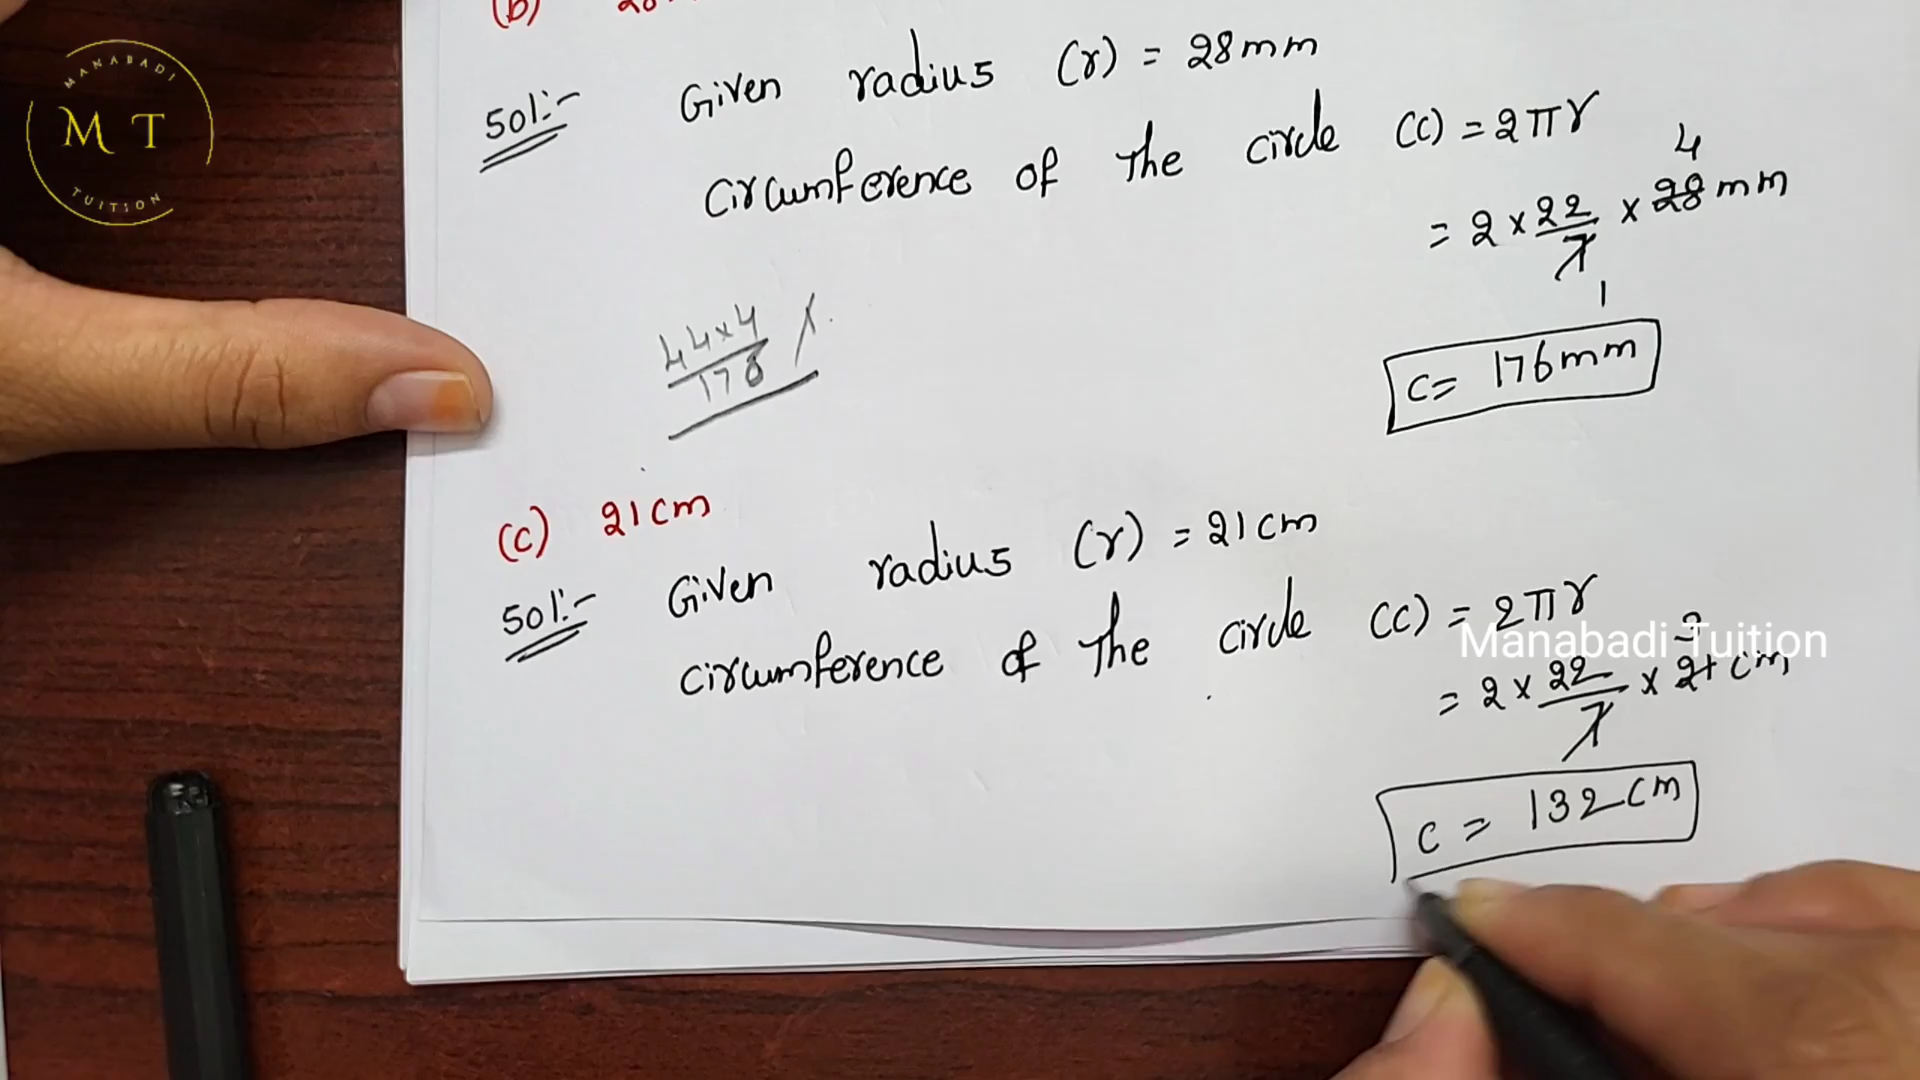 MANABADI
M T
TUITION
(b) 28
Sol:- Given radius (r) = 28mm
Circumference of the circle (C) = 2πr
4
= 2 × 22/7 × 28 mm
1
44×4
176
C = 176mm
(c) 21cm
Sol:- Given radius (r) = 21cm
circumference of the circle (C) = 2πr
Manabadi Tuition
3
= 2 × 22/7 × 21 cm
C = 132cm